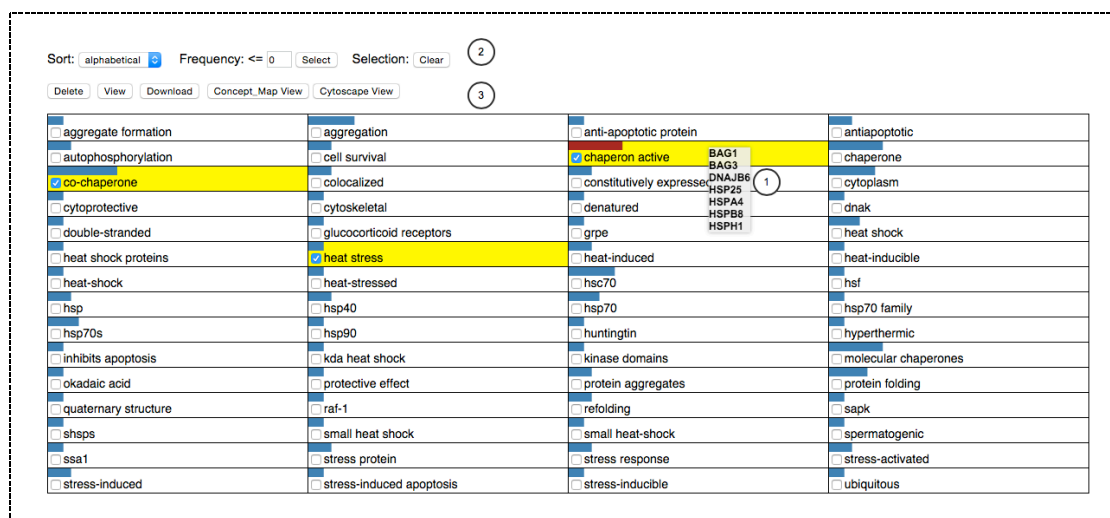 Sort: alphabetical Frequency: <= 0 Select Selection: Clear 2
Delete View Download Concept_Map View Cytoscape View 3
aggregate formation aggregation anti-apoptotic protein antiapoptotic
autophosphorylation cell survival chaperon active chaperone
co-chaperone colocalized constitutively expressed cytoplasm
BAG1
BAG3
DNAJB6
HSP25
HSPA4
HSPB8
HSPH1
1
cytoprotective cytoskeletal denatured dnak
double-stranded glucocorticoid receptors grpe heat shock
heat shock proteins heat stress heat-induced heat-inducible
heat-shock heat-stressed hsc70 hsf
hsp hsp40 hsp70 hsp70 family
hsp70s hsp90 huntingtin hyperthermic
inhibits apoptosis kda heat shock kinase domains molecular chaperones
okadaic acid protective effect protein aggregates protein folding
quaternary structure raf-1 refolding sapk
shsps small heat shock small heat-shock spermatogenic
ssa1 stress protein stress response stress-activated
stress-induced stress-induced apoptosis stress-inducible ubiquitous